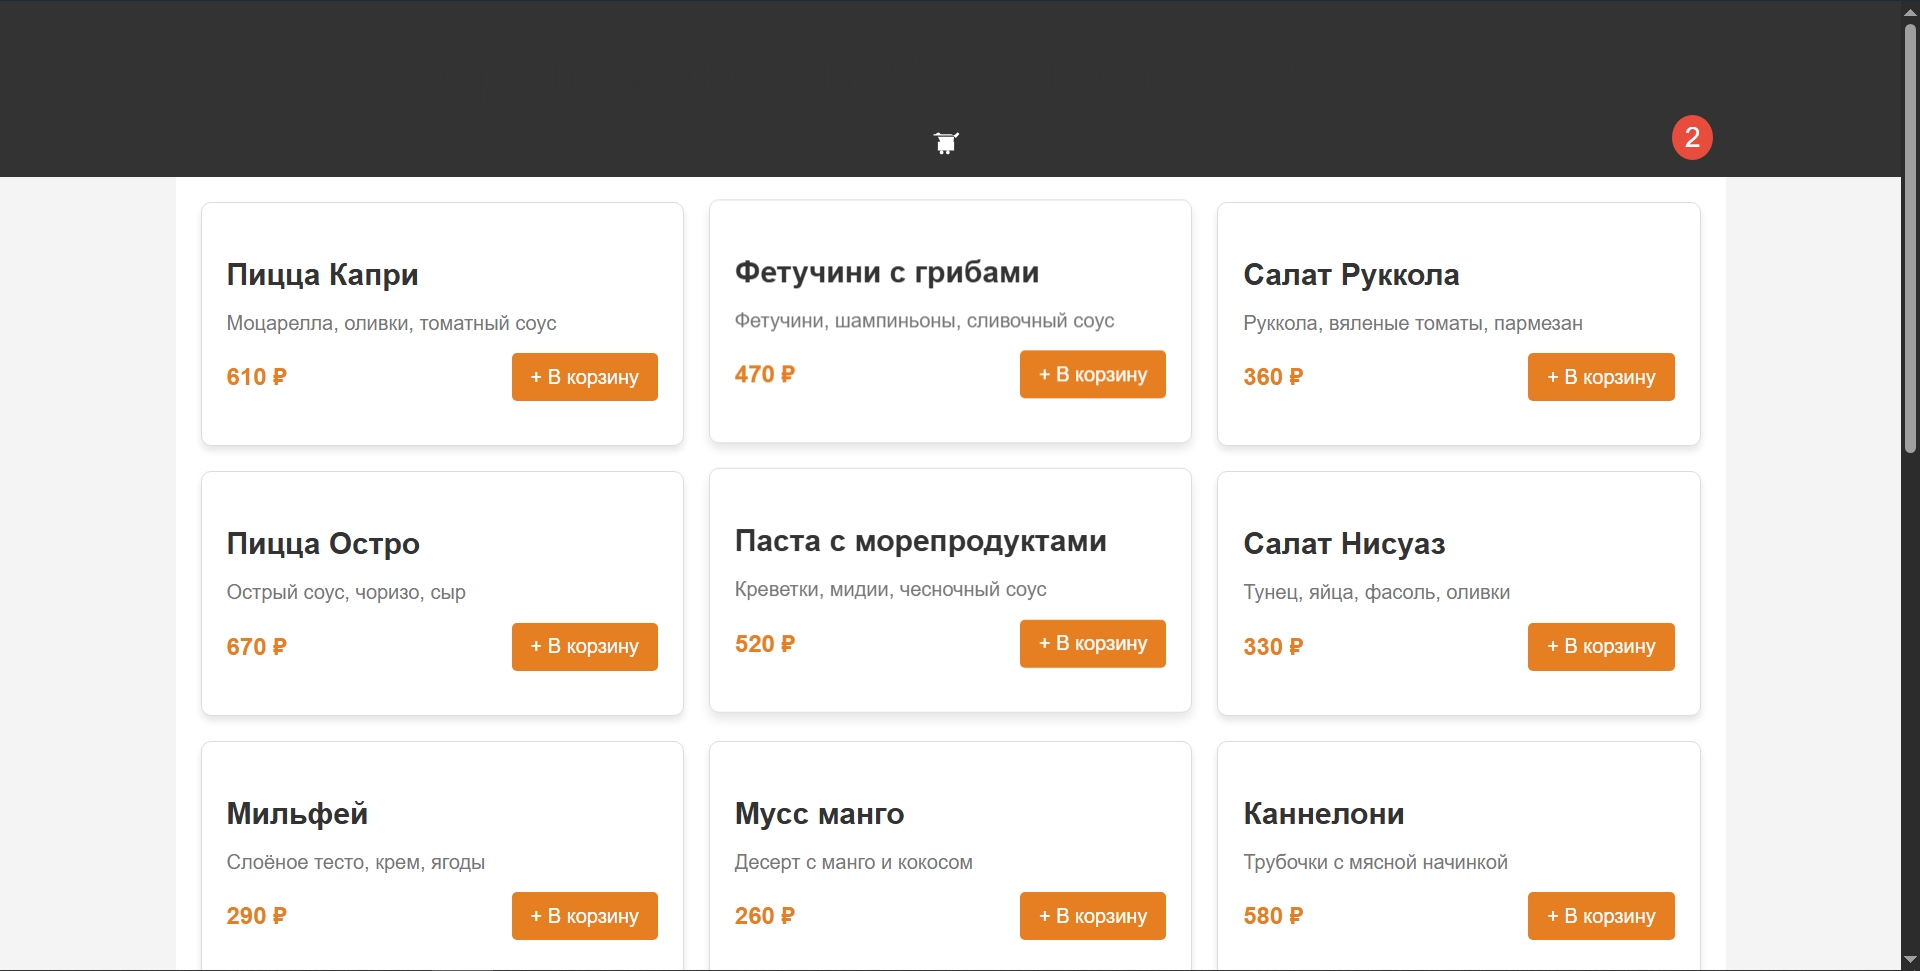 2
Пицца Капри
Моцарелла, оливки, томатный соус
610 ₽
+ В корзину
Фетучини с грибами
Фетучини, шампиньоны, сливочный соус
470 ₽
+ В корзину
Салат Руккола
Руккола, вяленые томаты, пармезан
360 ₽
+ В корзину
Пицца Остро
Острый соус, чоризо, сыр
670 ₽
+ В корзину
Паста с морепродуктами
Креветки, мидии, чесночный соус
520 ₽
+ В корзину
Салат Нисуаз
Тунец, яйца, фасоль, оливки
330 ₽
+ В корзину
Мильфей
Слоёное тесто, крем, ягоды
290 ₽
+ В корзину
Мусс манго
Десерт с манго и кокосом
260 ₽
+ В корзину
Каннелони
Трубочки с мясной начинкой
580 ₽
+ В корзину